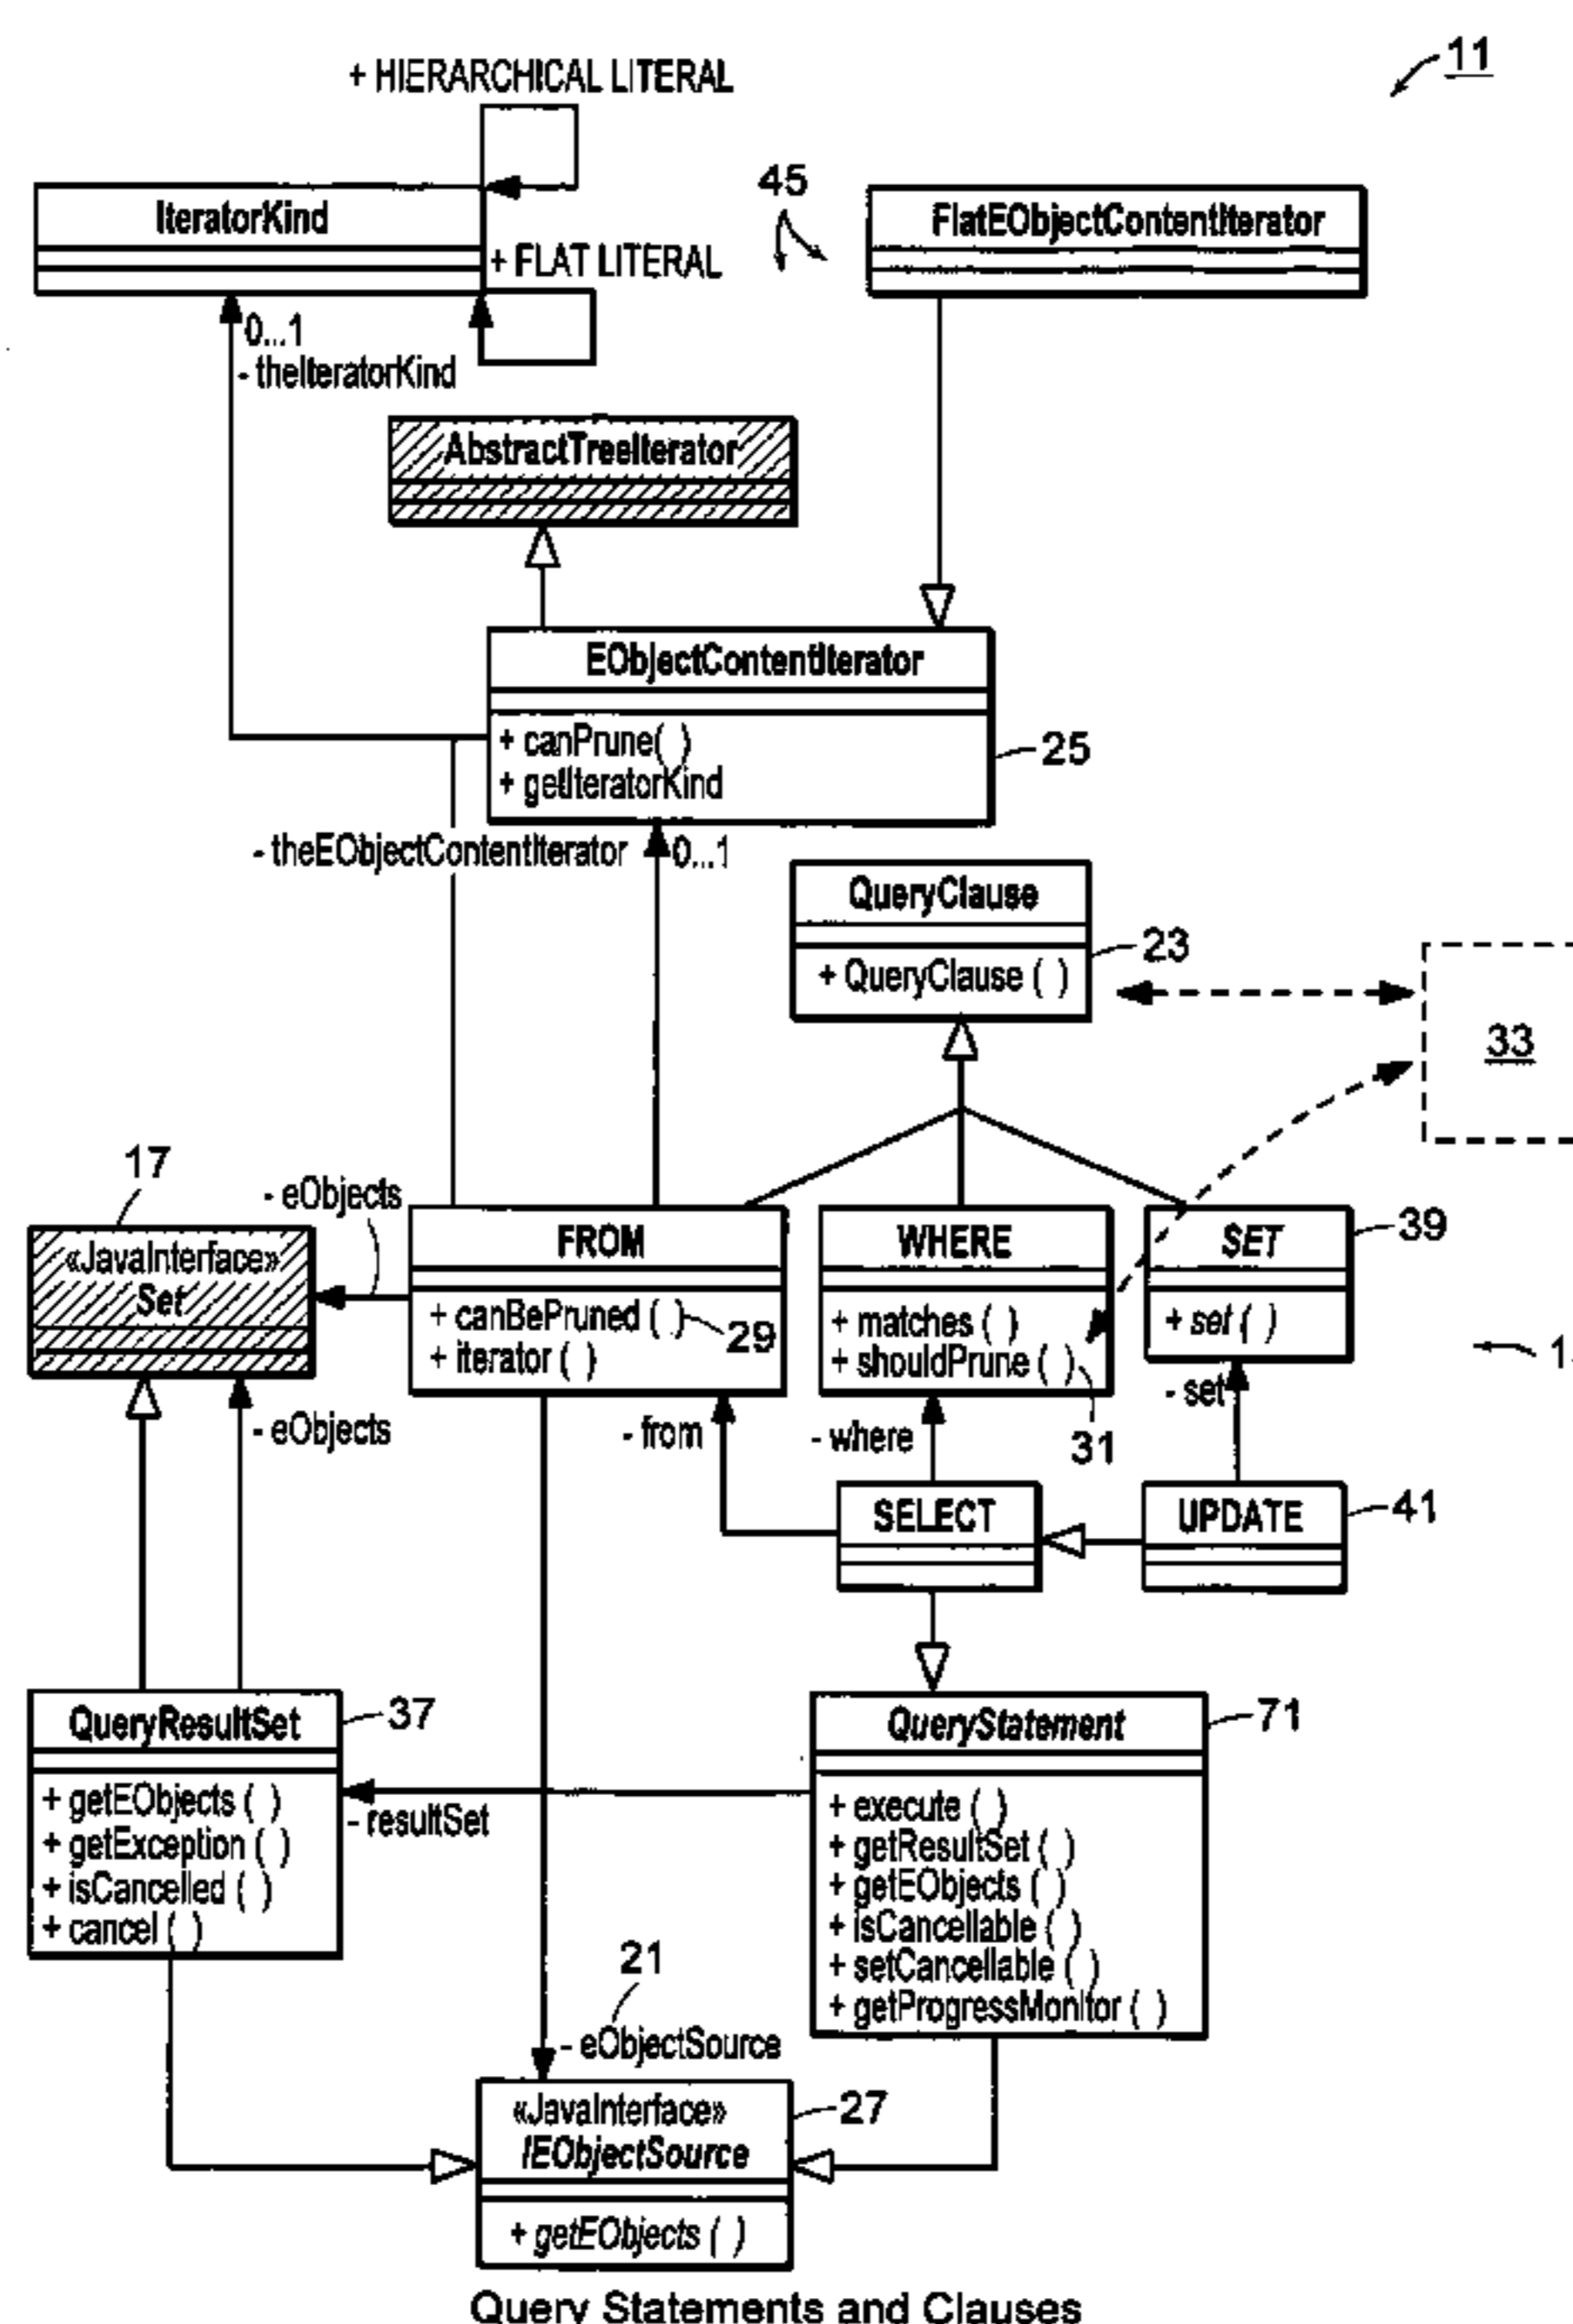 11
+ HIERARCHICAL LITERAL
IteratorKind
45
FlatEObjectContentIterator
+ FLAT LITERAL
0...1
- theIteratorKind
AbstractTreeIterator
EObjectContentIterator
+ canPrune( )
+ getIteratorKind
25
- theEObjectContentIterator
0...1
QueryClause
+ QueryClause ( )
23
33
17
- eObjects
«JavaInterface»
Set
FROM
+ canBePruned ( )
+ iterator ( )
29
WHERE
+ matches ( )
+ shouldPrune ( )
31
SET
+ set ( )
39
- eObjects
- from
- where
- set
SELECT
UPDATE
41
QueryResultSet
37
+ getEObjects ( )
+ getException ( )
+ isCancelled ( )
+ cancel ( )
- resultSet
QueryStatement
71
+ execute ( )
+ getResultSet ( )
+ getEObjects ( )
+ isCancellable ( )
+ setCancellable ( )
+ getProgressMonitor ( )
21
- eObjectSource
«JavaInterface»
IEObjectSource
27
+ getEObjects ( )
Query Statements and Clauses